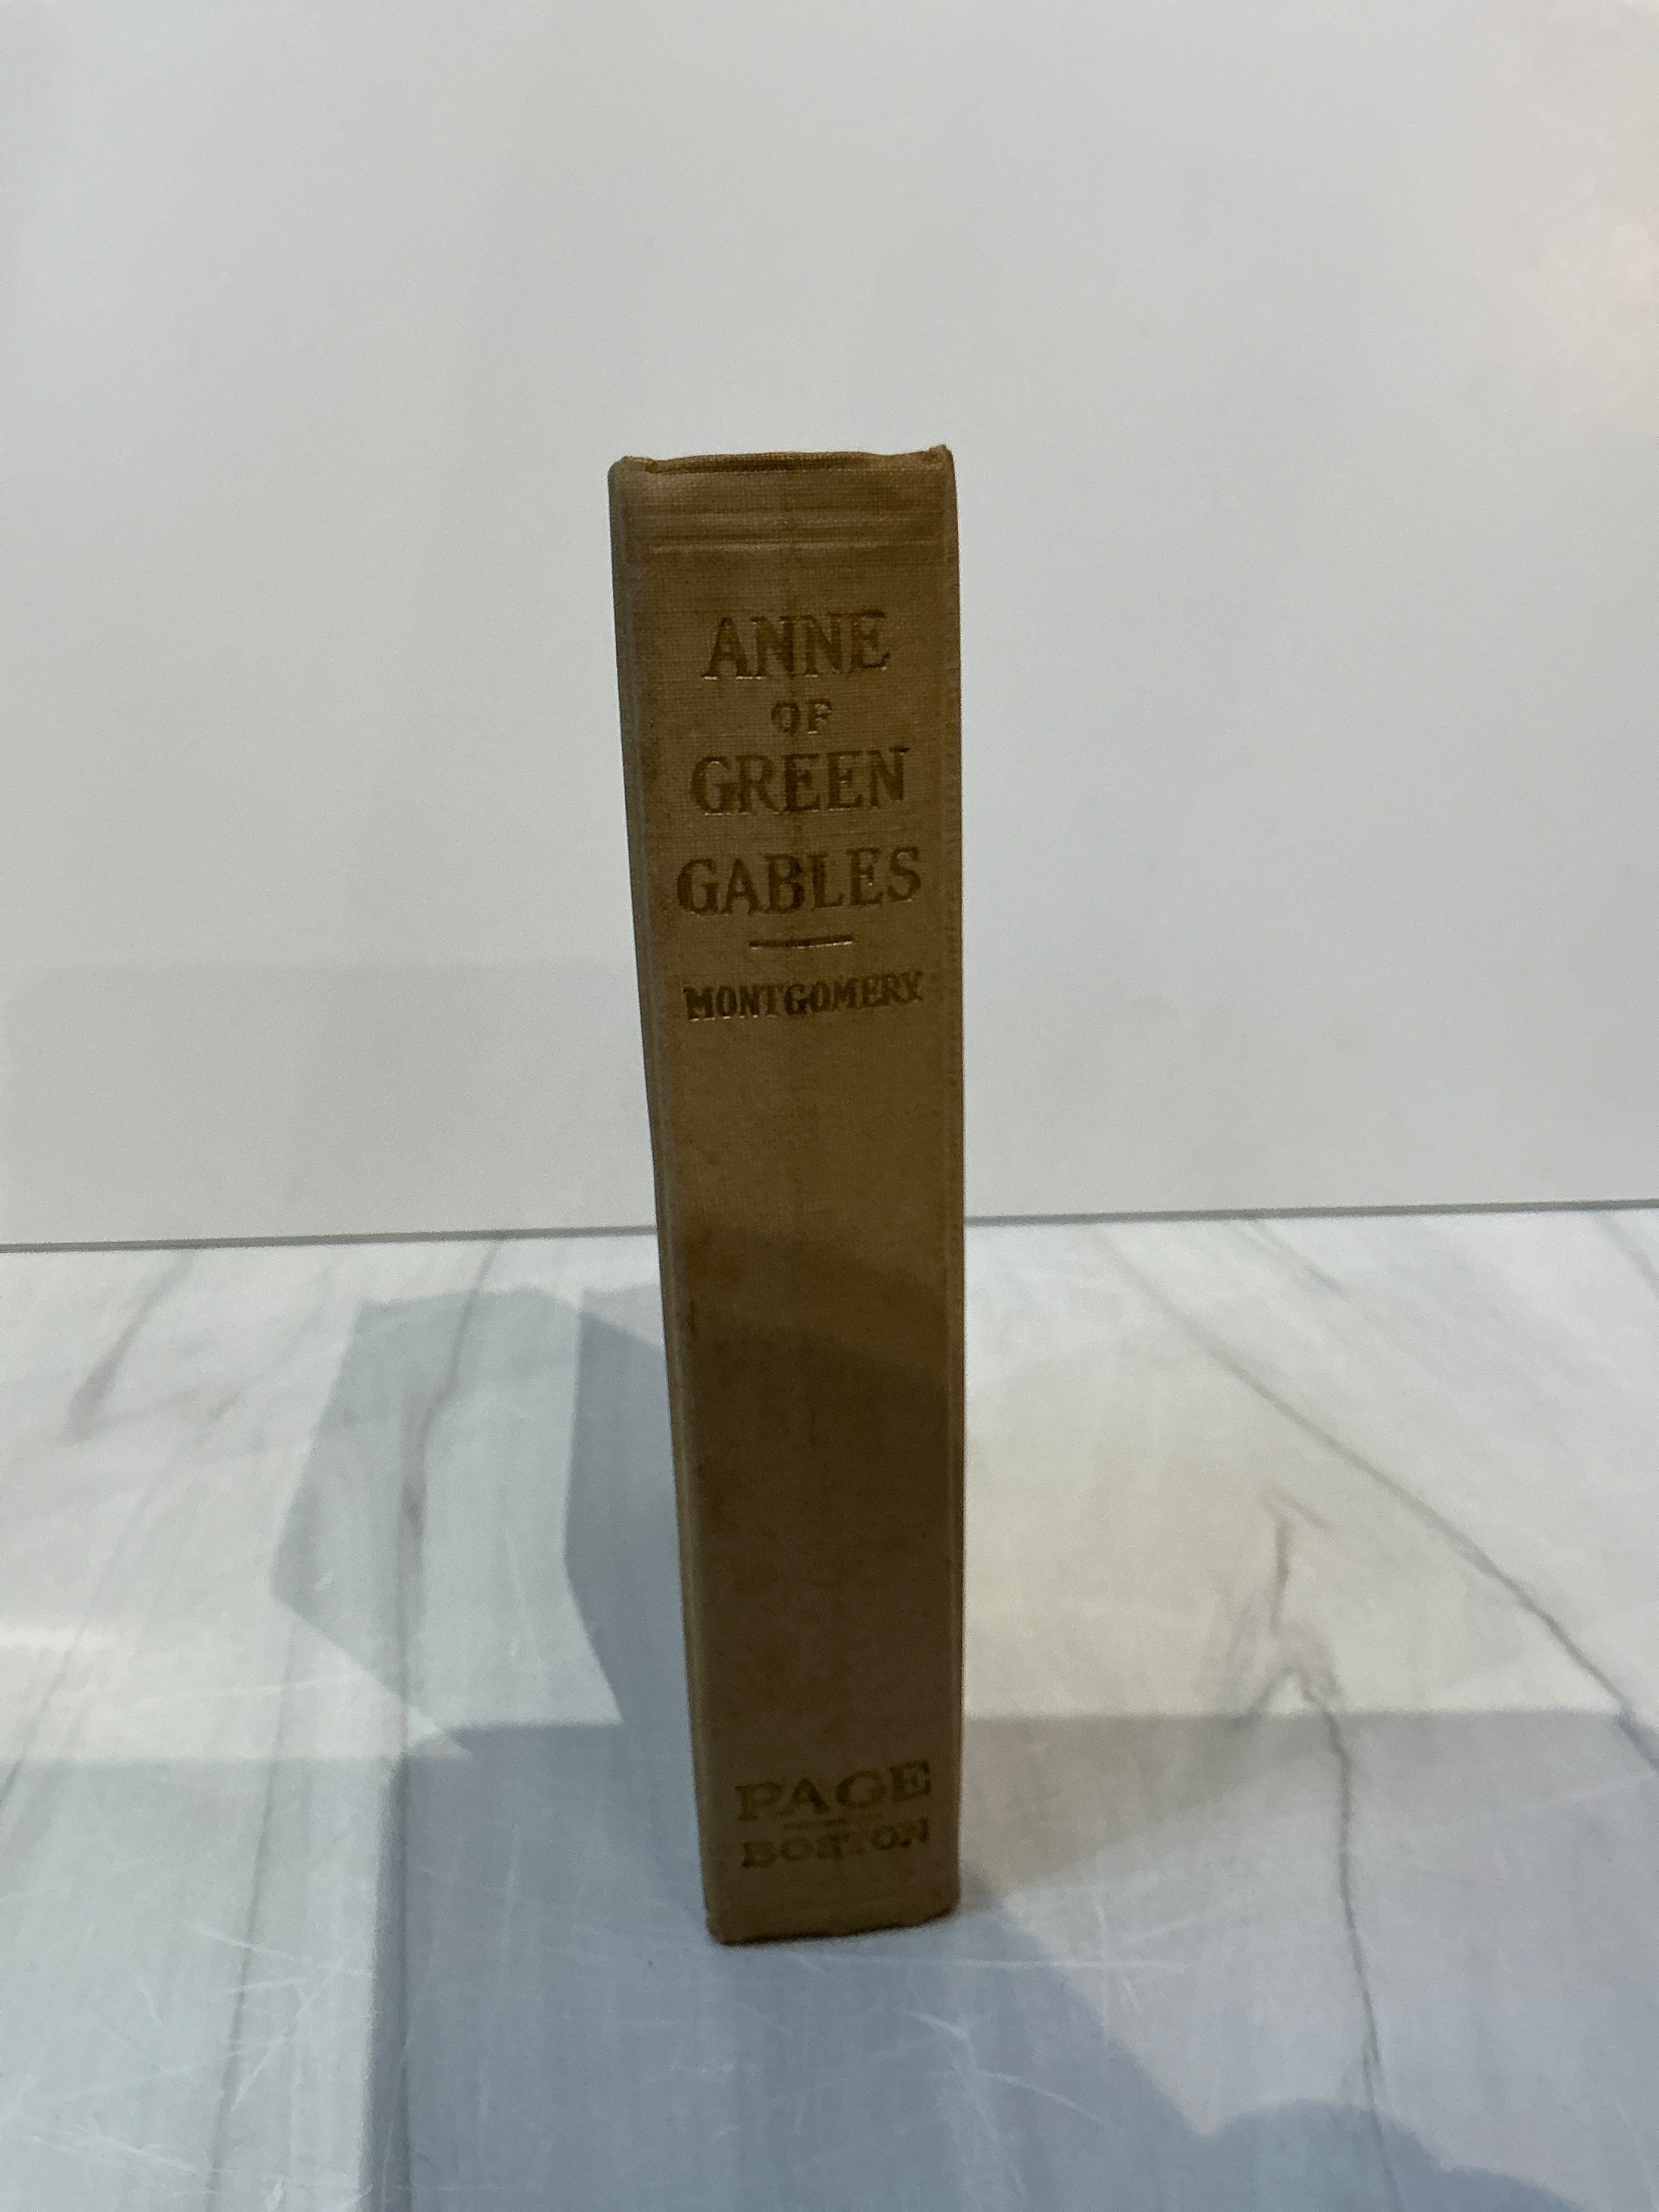 ANNE
OF
GREEN
GABLES
MONTGOMERY
PAGE
BOSTON